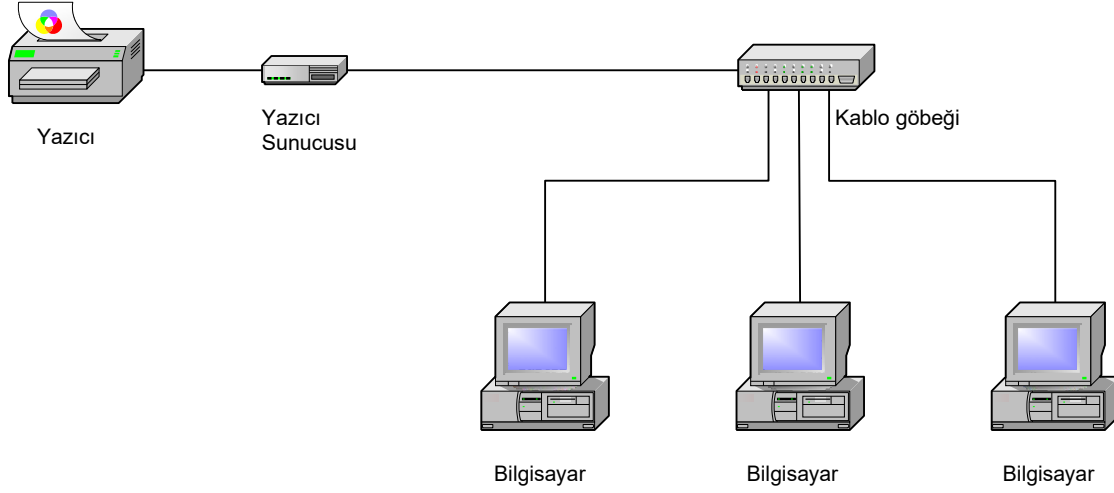 Yazıcı
Yazıcı
Sunucusu
Kablo göbeği
Bilgisayar
Bilgisayar
Bilgisayar